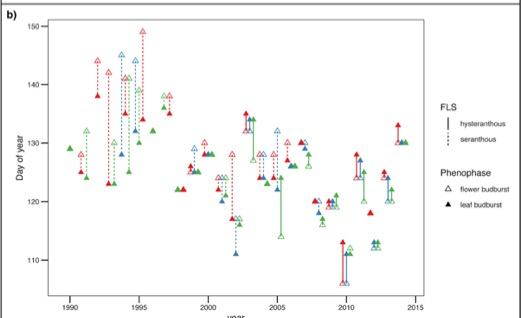 b)
150
140
130
120
110
Day of year
1990
1995
2000
2005
2010
2015
year
FLS
hysteranthous
seranthous
Phenophase
flower budburst
leaf budburst